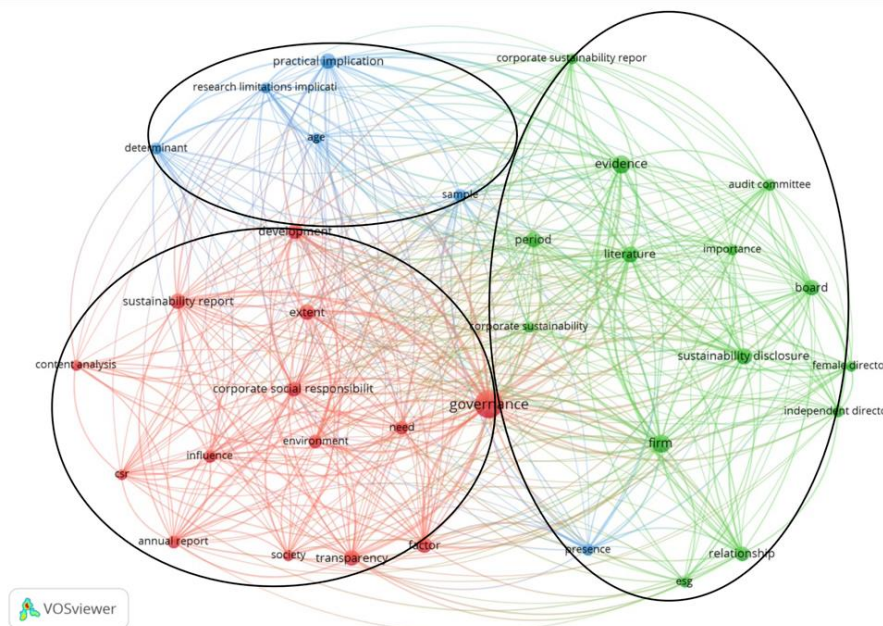 corporate sustainability repor
practical implication
research limitations implicati
age
determinant
evidence
audit committee
sample
development
period
literature
importance
sustainability report
extent
board
corporate sustainability
sustainability disclosure
content analysis
female directo
corporate social responsibilit
governance
independent directo
need
environment
firm
influence
csr
annual report
society
transparency
factor
presence
relationship
esg
VOSviewer